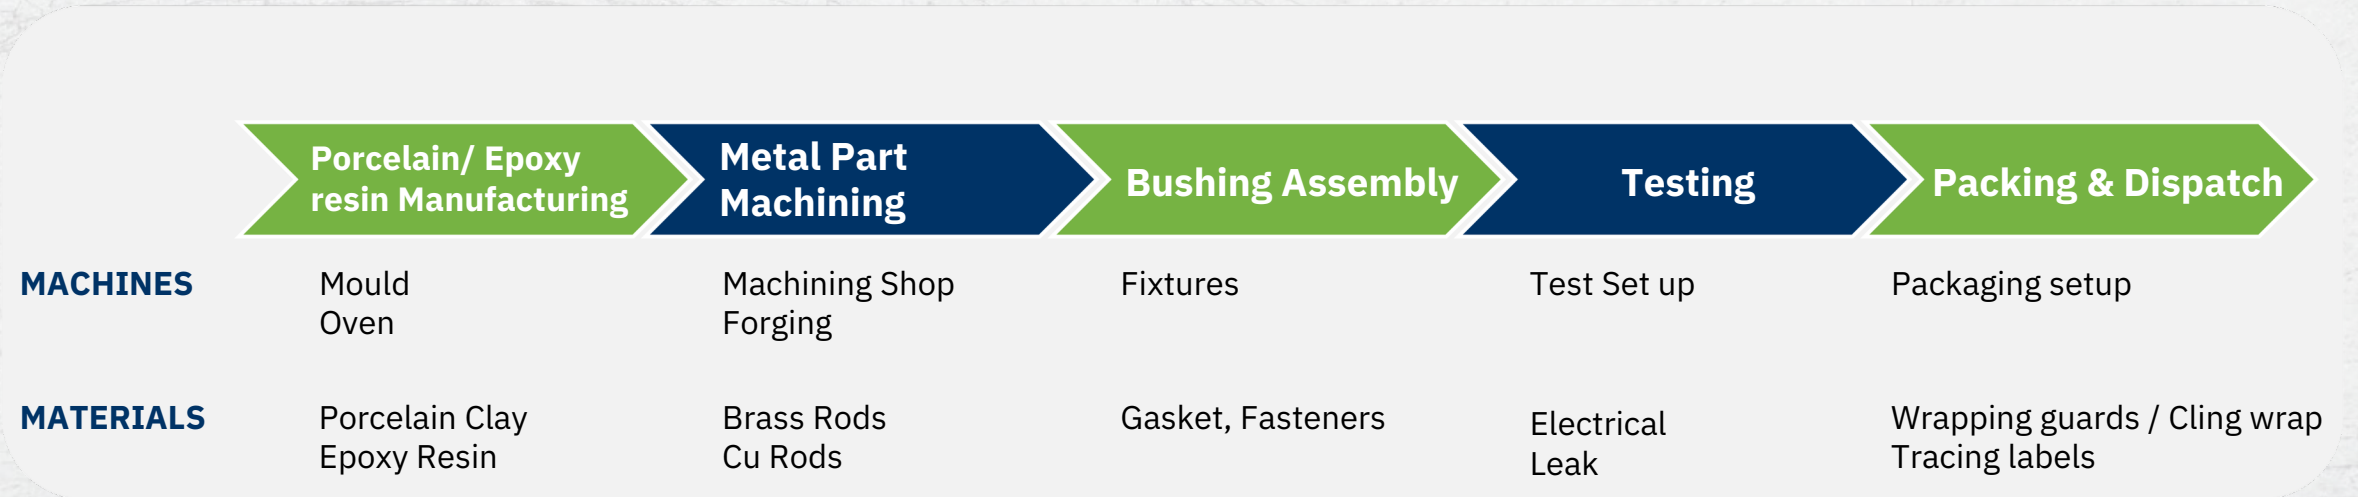 Porcelain/ Epoxy
resin Manufacturing
Metal Part
Machining
Bushing Assembly
Testing
Packing & Dispatch
MACHINES
Mould
Oven
Machining Shop
Forging
Fixtures
Test Set up
Packaging setup
MATERIALS
Porcelain Clay
Epoxy Resin
Brass Rods
Cu Rods
Gasket, Fasteners
Electrical
Leak
Wrapping guards / Cling wrap
Tracing labels